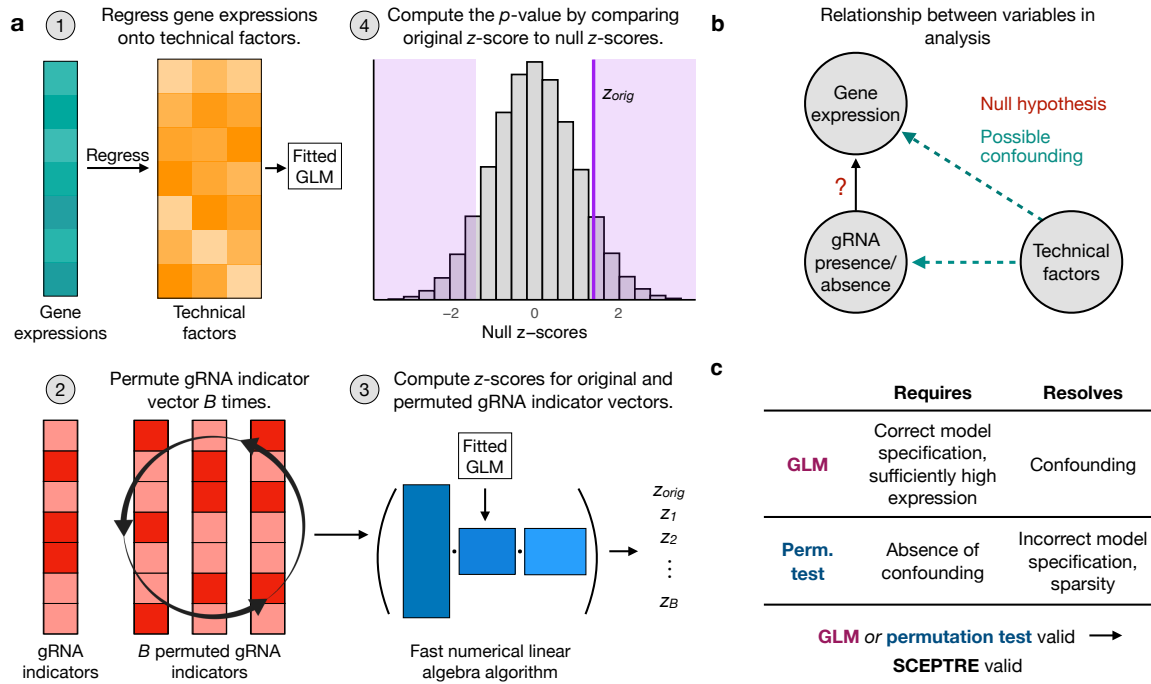 a
1
Regress gene expressions
onto technical factors.
Regress
Fitted
GLM
Gene
expressions
Technical
factors
4
Compute the p-value by comparing
original z-score to null z-scores.
z_orig
−2
0
2
Null z−scores
2
Permute gRNA indicator
vector B times.
gRNA
indicators
B permuted gRNA
indicators
3
Compute z-scores for original and
permuted gRNA indicator vectors.
Fitted
GLM
( · · )
z_orig
z_1
z_2
⋮
z_B
Fast numerical linear
algebra algorithm
b
Relationship between variables in
analysis
Gene
expression
Null hypothesis
Possible
confounding
?
gRNA
presence/
absence
Technical
factors
c
Requires Resolves
GLM
Correct model
specification,
sufficiently high
expression
Confounding
Perm.
test
Absence of
confounding
Incorrect model
specification,
sparsity
GLM or permutation test valid →
SCEPTRE valid